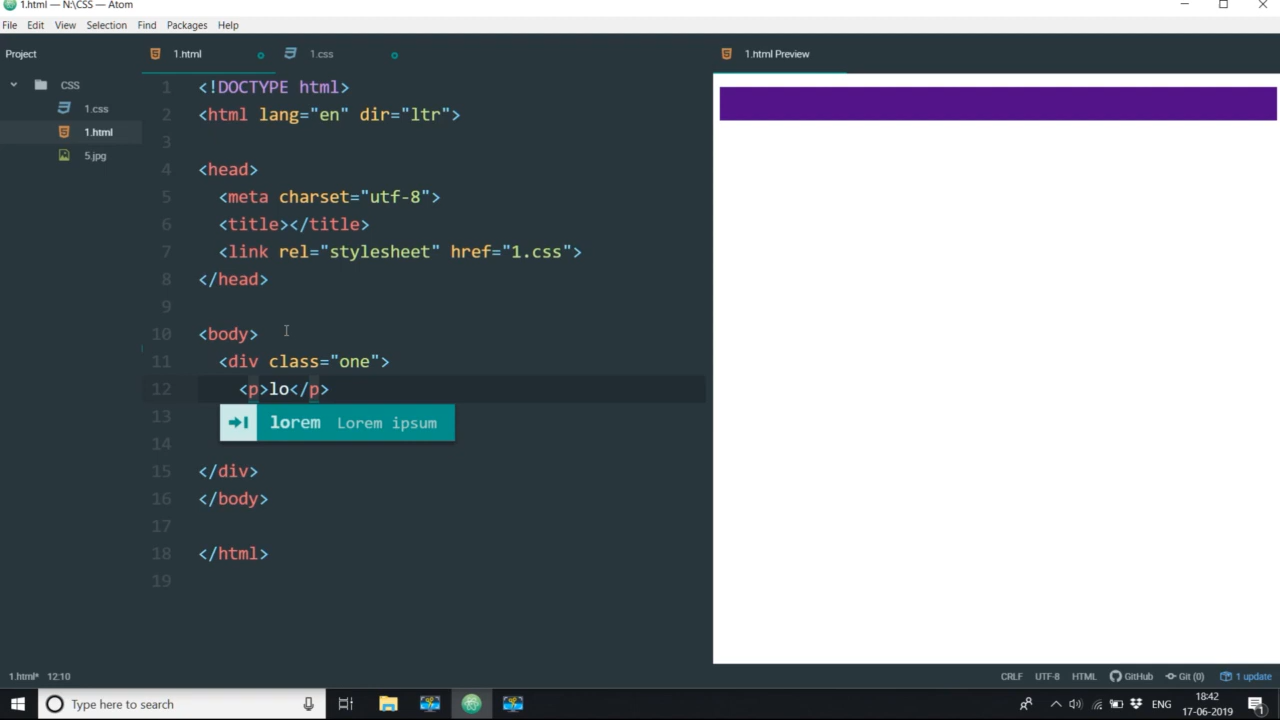 1.html — N:\CSS — Atom
File Edit View Selection Find Packages Help
Project
1.html
1.css
1.html Preview
CSS
1.css
1.html
5.jpg
1 <!DOCTYPE html>
2 <html lang="en" dir="ltr">
3
4 <head>
5 <meta charset="utf-8">
6 <title></title>
7 <link rel="stylesheet" href="1.css">
8 </head>
9
10 <body>
11 <div class="one">
12 <p>lo</p>
13 lorem Lorem ipsum
14
15 </div>
16 </body>
17
18 </html>
19
1.html* 12:10
CRLF UTF-8 HTML GitHub Git (0) 1 update
Type here to search
ENG
18:42
17-06-2019
1